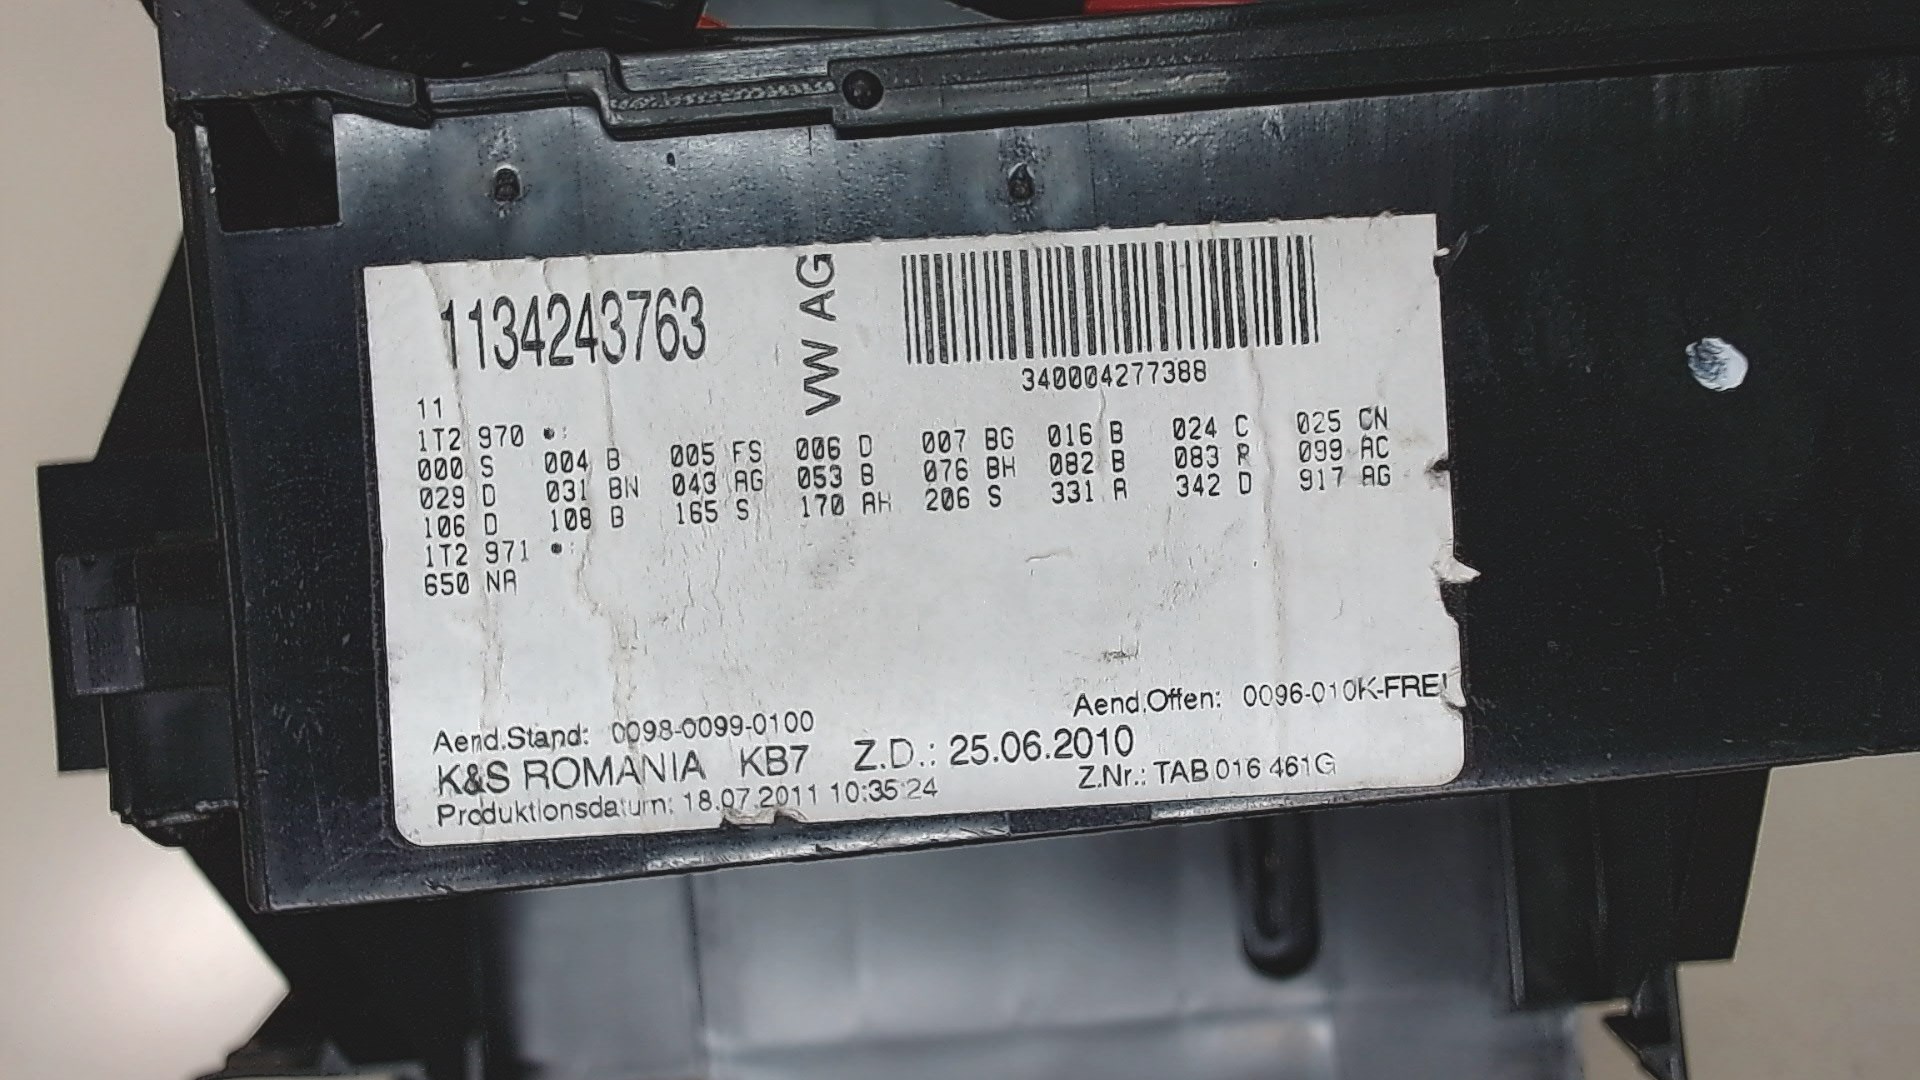 1134243763
VW AG
340004277388
11
1T2 970
000 S 004 B 005 FS 006 D 007 BG 016 B 024 C 025 CN
029 D 031 BN 043 AG 053 B 076 BH 082 B 083 R 099 AC
106 D 108 B 165 S 170 AH 206 S 331 A 342 D 917 AG
1T2 971
650 NA
Aend.Stand: 0098-0099-0100 Aend.Offen: 0096-010K-FREI
K&S ROMANIA KB7 Z.D.: 25.06.2010
Produktionsdatum: 18.07.2011 10:35:24 Z.Nr.: TAB 016 461G